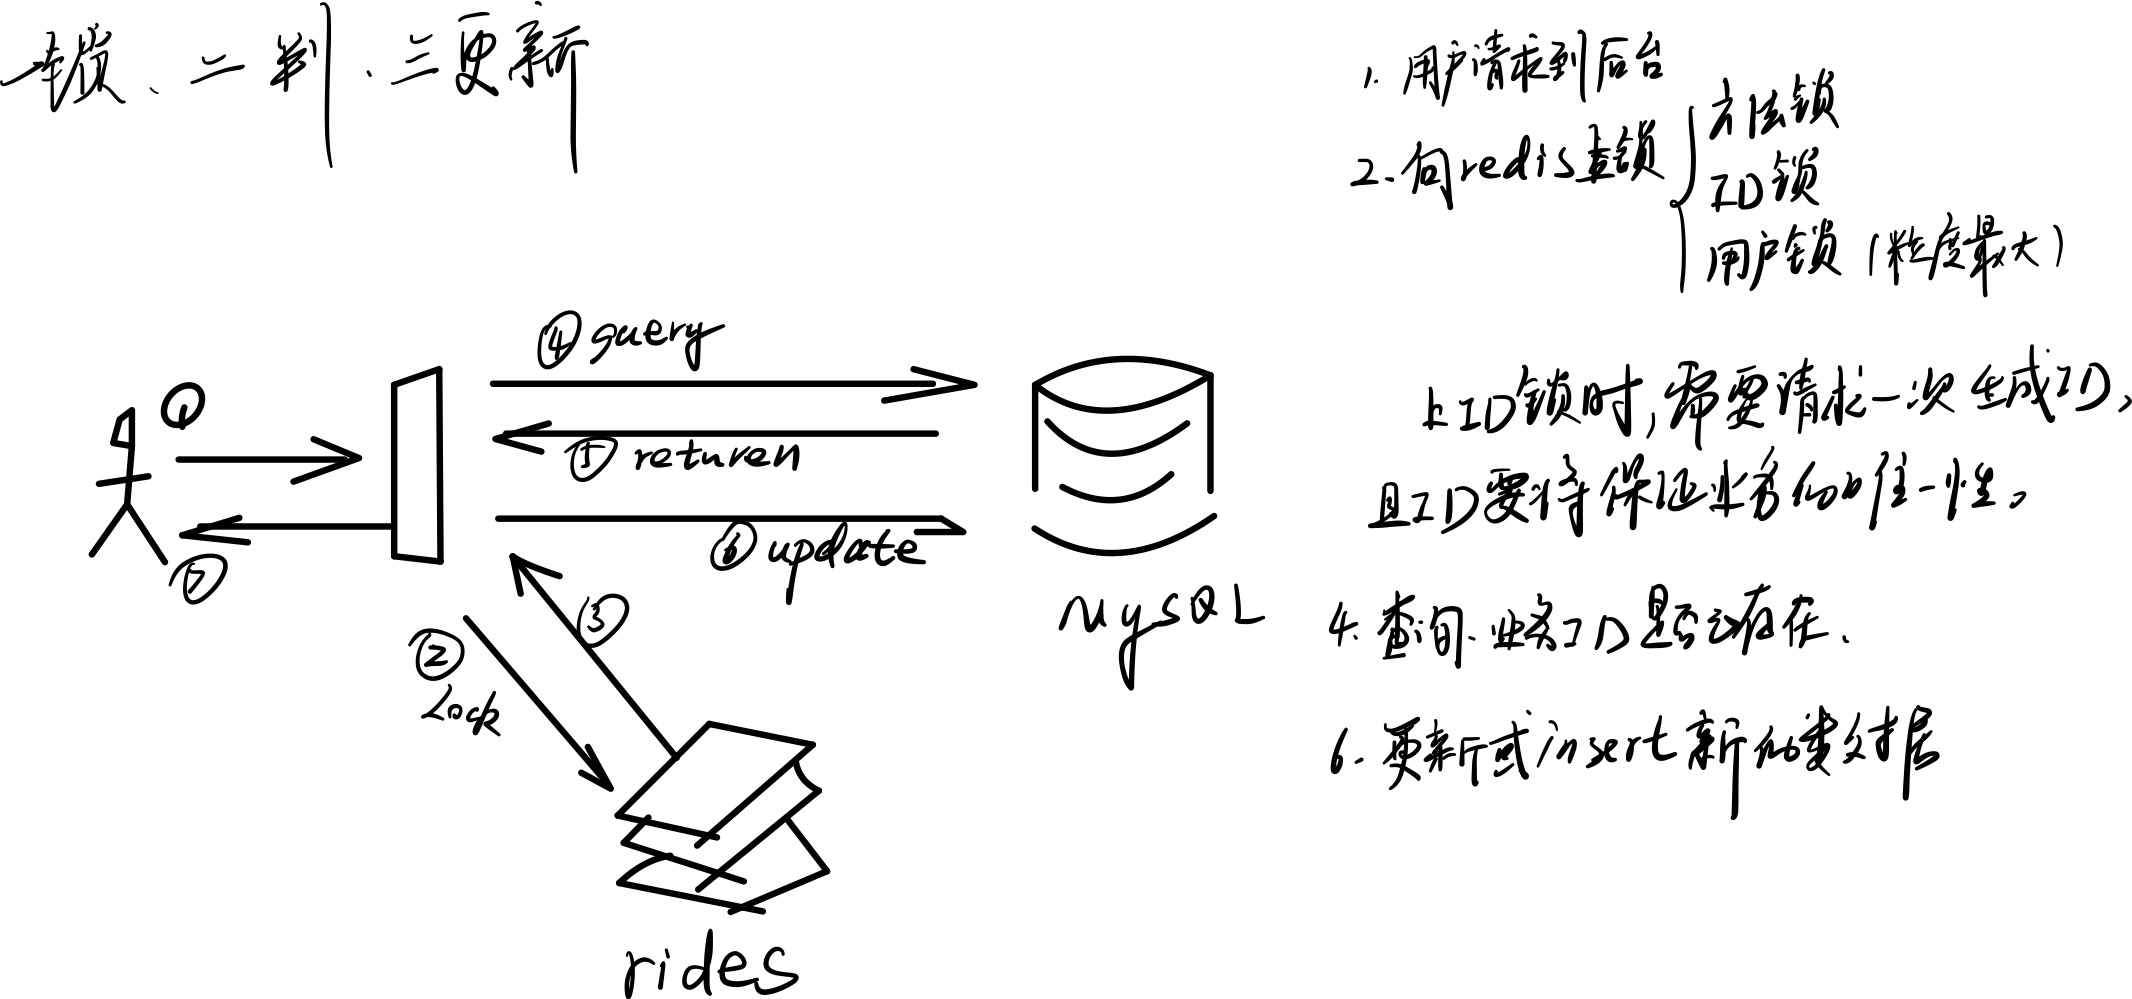 一锁、二判、三更新
1. 用户请求到后台
2. 向redis查锁
方法锁
ID锁
用户锁(粒度最大)
上ID锁时,需要请求一次生成ID,
且ID要 保证业务的唯一性。
4. 查询 业务ID是否存在.
6. 更新或insert新的 数据
①
④ query
⑤ returen
⑥ update
⑦
③
②
Lock
MySQL
rides